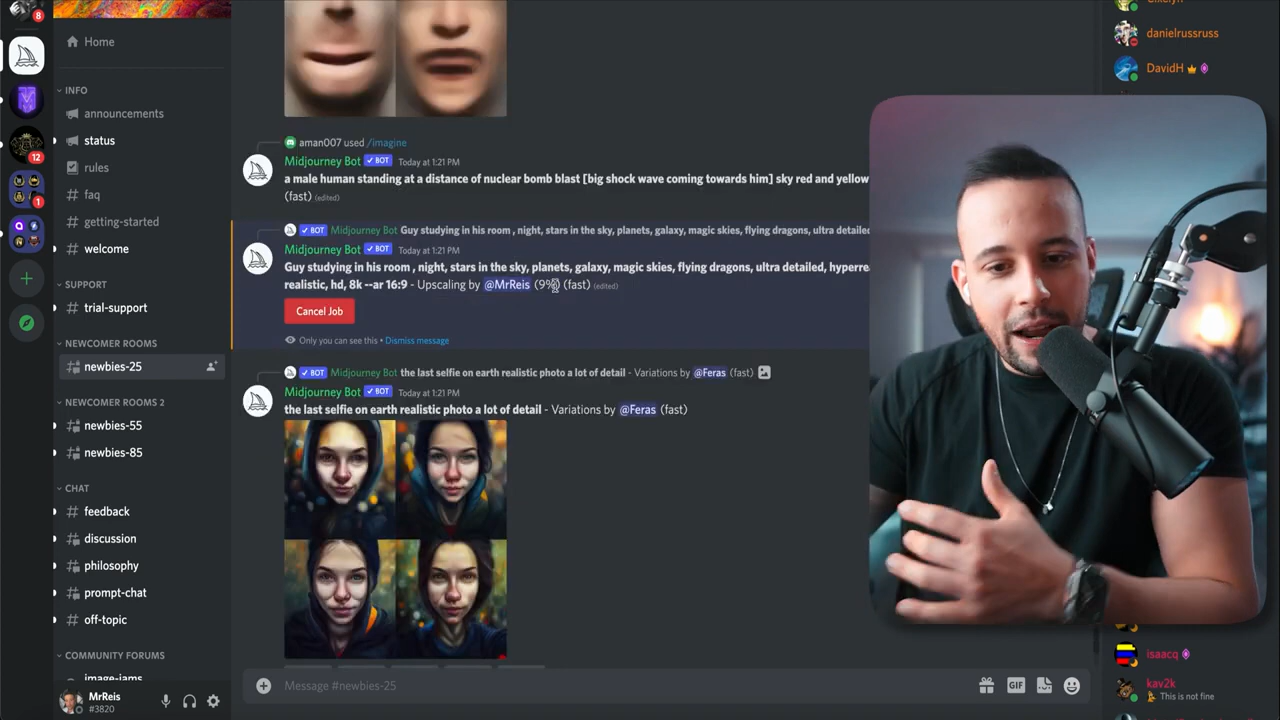 8
12
1
Home
INFO
announcements
status
rules
faq
getting-started
welcome
SUPPORT
trial-support
NEWCOMER ROOMS
newbies-25
NEWCOMER ROOMS 2
newbies-55
newbies-85
CHAT
feedback
discussion
philosophy
prompt-chat
off-topic
COMMUNITY FORUMS
image-jams
MrReis
#3820
aman007 used /imagine
Midjourney Bot BOT Today at 1:21 PM
a male human standing at a distance of nuclear bomb blast [big shock wave coming towards him] sky red and yellow
(fast) (edited)
BOT Midjourney Bot Guy studying in his room , night, stars in the sky, planets, galaxy, magic skies, flying dragons, ultra detailed
Midjourney Bot BOT Today at 1:21 PM
Guy studying in his room , night, stars in the sky, planets, galaxy, magic skies, flying dragons, ultra detailed,
realistic, hd, 8k --ar 16:9 - Upscaling by @MrReis (9%) (fast) (edited)
Cancel Job
Only you can see this • Dismiss message
BOT Midjourney Bot the last selfie on earth realistic photo a lot of detail - Variations by @Feras (fast)
Midjourney Bot BOT Today at 1:21 PM
the last selfie on earth realistic photo a lot of detail - Variations by @Feras (fast)
Message #newbies-25
GIF
danielrussruss
DavidH
isaacq
kav2k
This is not fine